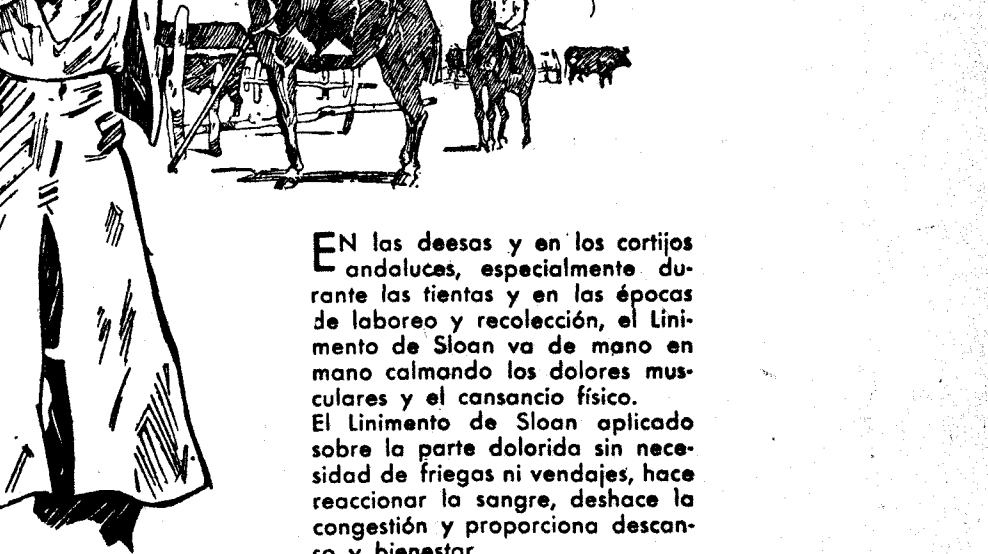 EN las deesas y en los cortijos
andaluces, especialmente du-
rante las tientas y en las épocas
de laboreo y recolección, el Lini-
mento de Sloan va de mano en
mano calmando los dolores mus-
culares y el cansancio físico.
El Linimento de Sloan aplicado
sobre la parte dolorida sin nece-
sidad de friegas ni vendajes, hace
reaccionar la sangre, deshace la
congestión y proporciona descan-
so y bienestar